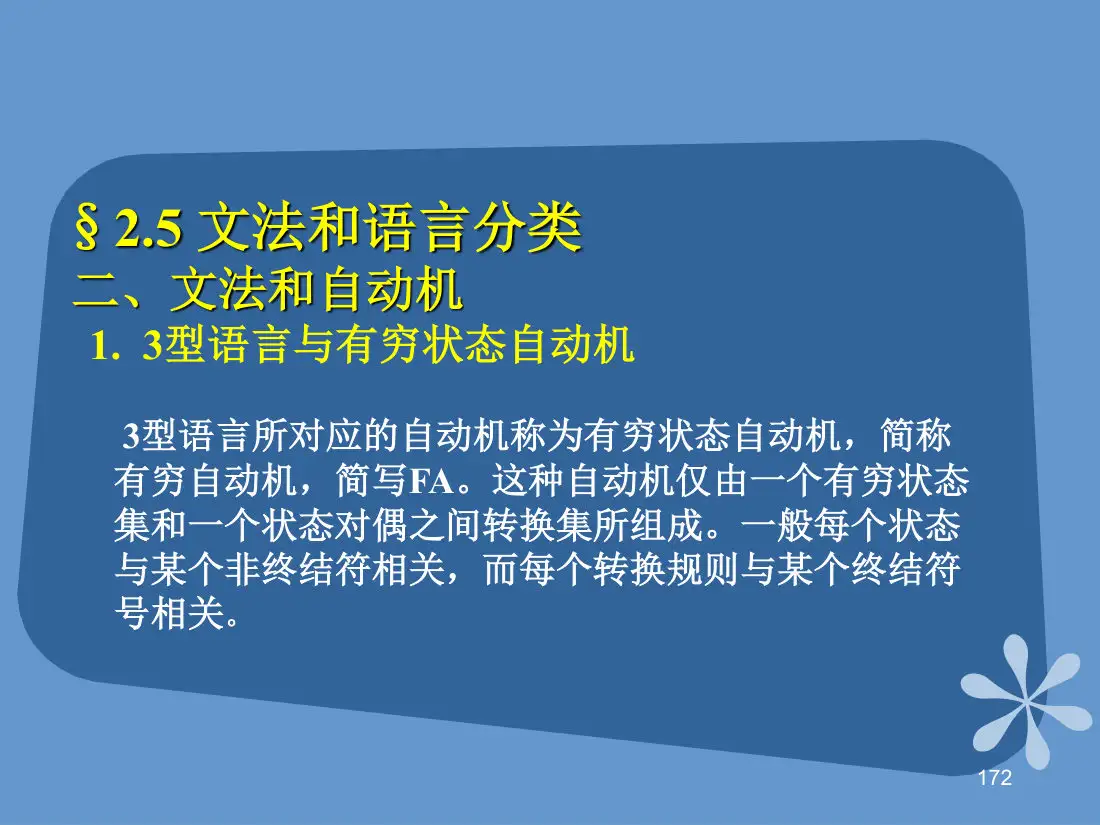 §2.5 文法和语言分类
二、文法和自动机
1. 3型语言与有穷状态自动机
3型语言所对应的自动机称为有穷状态自动机，简称
有穷自动机，简写FA。这种自动机仅由一个有穷状态
集和一个状态对偶之间转换集所组成。一般每个状态
与某个非终结符相关，而每个转换规则与某个终结符
号相关。
172